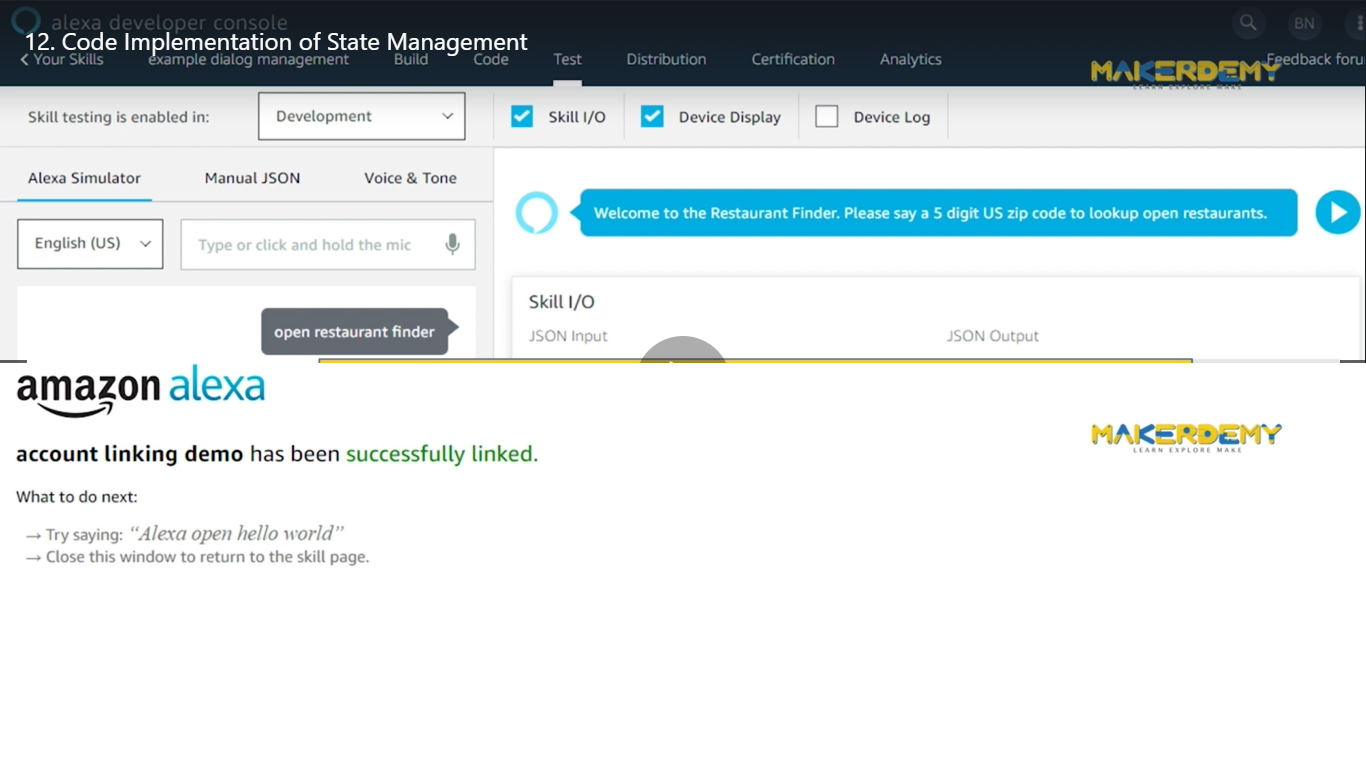 alexa developer console
BN
12. Code Implementation of State Management
Your Skills example dialog management Build Code Test Distribution Certification Analytics Feedback foru
MAKERDEMY
LEARN EXPLORE MAKE
Skill testing is enabled in: Development Skill I/O Device Display Device Log
Alexa Simulator Manual JSON Voice & Tone
Welcome to the Restaurant Finder. Please say a 5 digit US zip code to lookup open restaurants.
English (US) Type or click and hold the mic
Skill I/O
open restaurant finder
JSON Input JSON Output
amazon alexa
MAKERDEMY
LEARN EXPLORE MAKE
account linking demo has been successfully linked.
What to do next:
→ Try saying: “Alexa open hello world”
→ Close this window to return to the skill page.